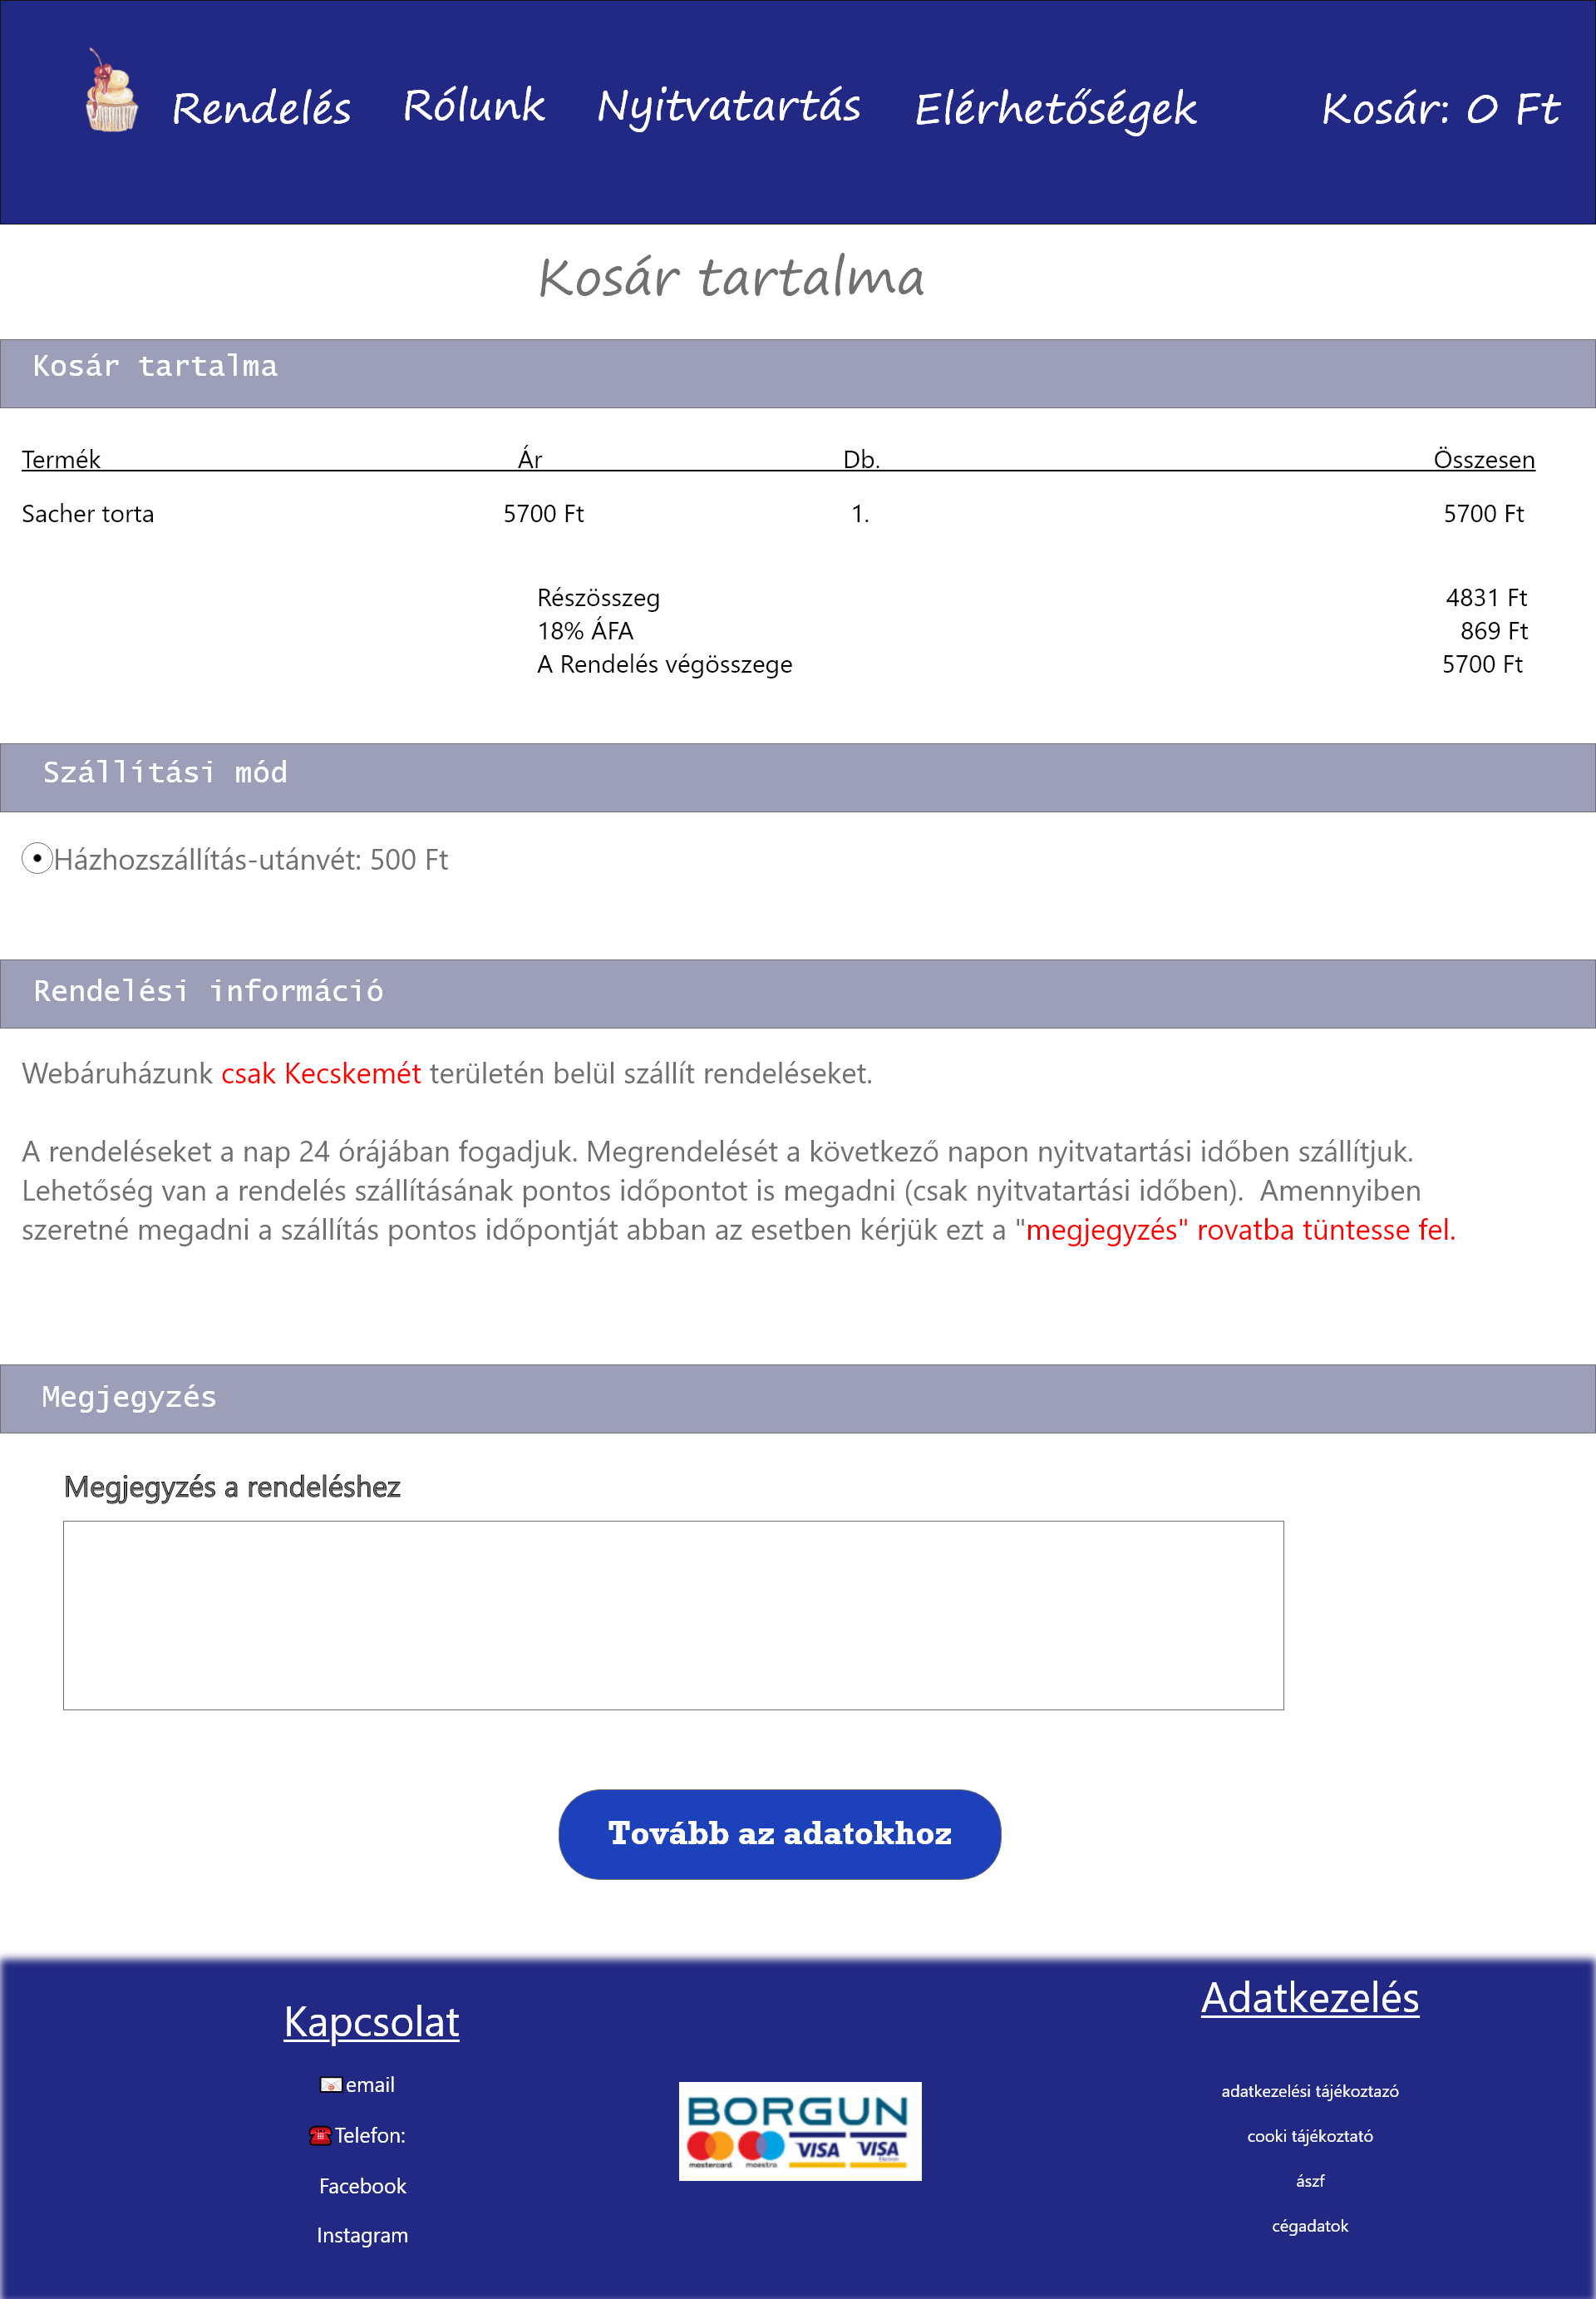 Rendelés Rólunk Nyitvatartás Elérhetőségek Kosár: 0 Ft
Kosár tartalma
Kosár tartalma
Termék Ár Db. Összesen
Sacher torta 5700 Ft 1. 5700 Ft
Részösszeg 4831 Ft
18% ÁFA 869 Ft
A Rendelés végösszege 5700 Ft
Szállítási mód
Házhozszállítás-utánvét: 500 Ft
Rendelési információ
Webáruházunk csak Kecskemét területén belül szállít rendeléseket.
A rendeléseket a nap 24 órájában fogadjuk. Megrendelését a következő napon nyitvatartási időben szállítjuk.
Lehetőség van a rendelés szállításának pontos időpontot is megadni (csak nyitvatartási időben). Amennyiben
szeretné megadni a szállítás pontos időpontját abban az esetben kérjük ezt a "megjegyzés" rovatba tüntesse fel.
Megjegyzés
Megjegyzés a rendeléshez
Tovább az adatokhoz
Kapcsolat
email
Telefon:
Facebook
Instagram
BORGUN
mastercard maestro VISA VISA Electron
Adatkezelés
adatkezelési tájékoztazó
cooki tájékoztató
ászf
cégadatok